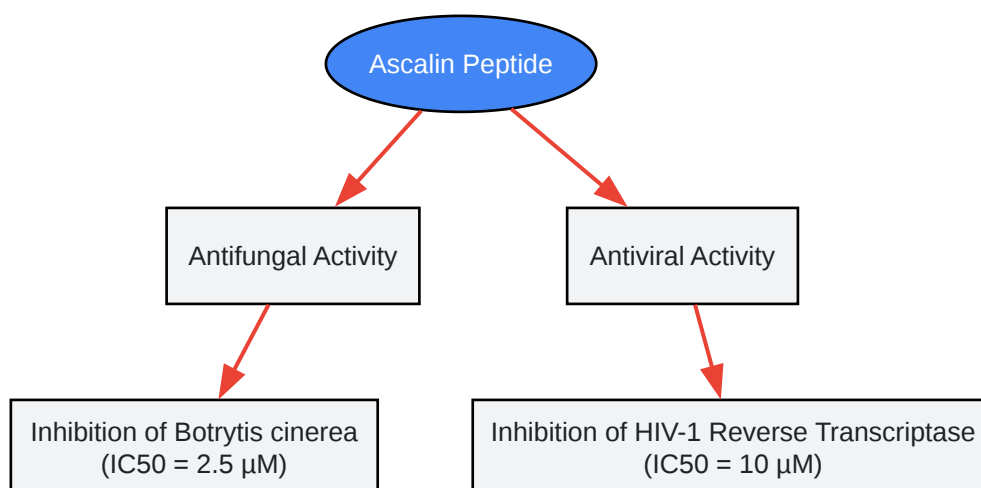 Ascalin Peptide
Antifungal Activity
Antiviral Activity
Inhibition of Botrytis cinerea
(IC50 = 2.5 µM)
Inhibition of HIV-1 Reverse Transcriptase
(IC50 = 10 µM)